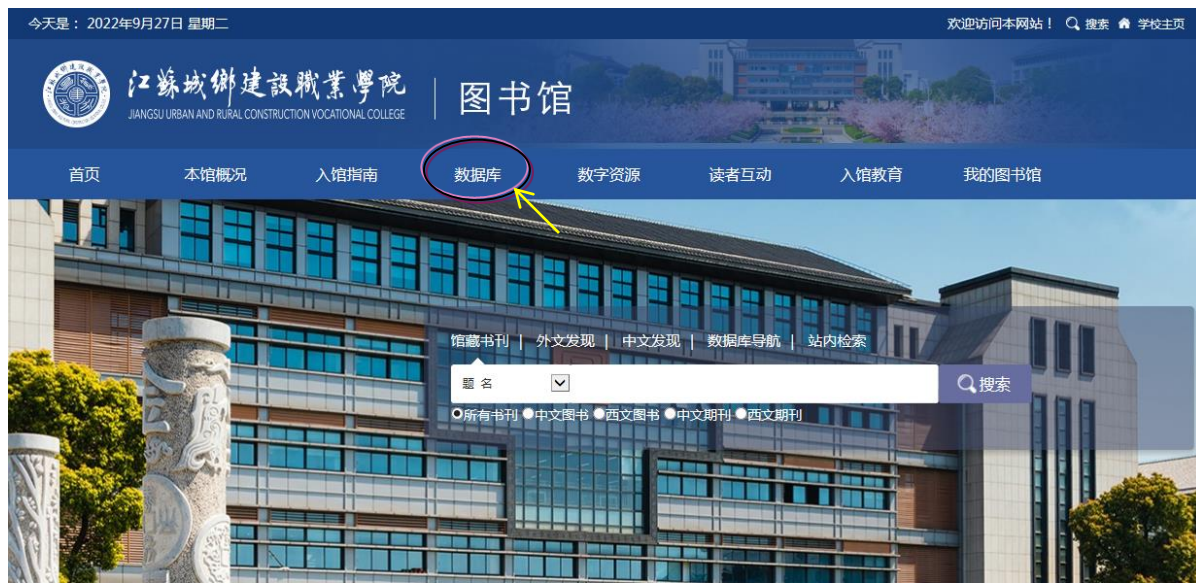 今天是： 2022年9月27日 星期二
欢迎访问本网站！ 搜索 学校主页
江蘇城鄉建設職業學院
JIANGSU URBAN AND RURAL CONSTRUCTION VOCATIONAL COLLEGE
图书馆
首页 本馆概况 入馆指南 数据库 数字资源 读者互动 入馆教育 我的图书馆
馆藏书刊 | 外文发现 | 中文发现 | 数据库导航 | 站内检索
题 名 搜索
所有书刊 中文图书 西文图书 中文期刊 西文期刊